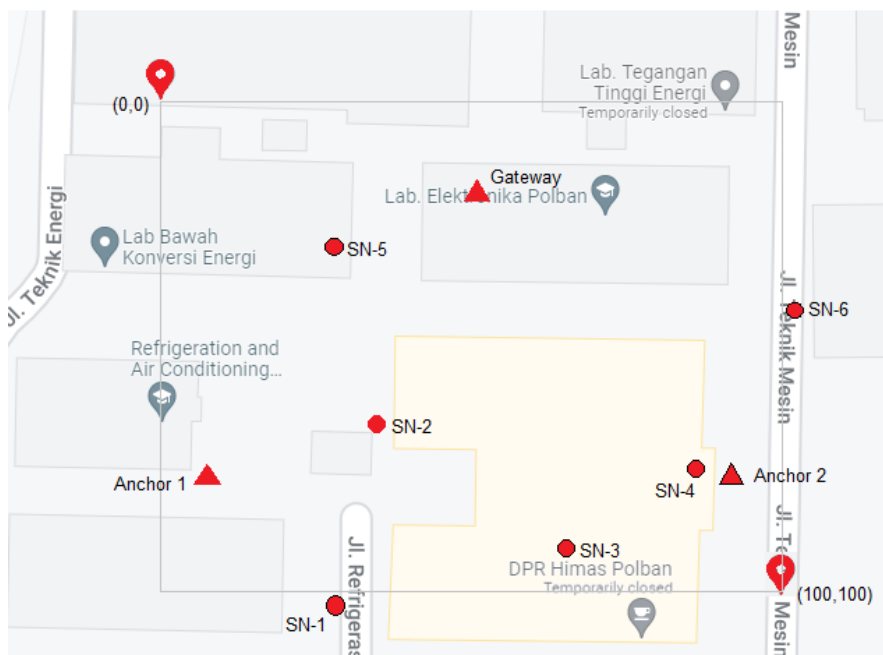 Mesin
Lab. Tegangan
Tinggi Energi
Temporarily closed
(0,0)
Gateway
Lab. Elektronika Polban
Jl. Teknik Energi
Lab Bawah
Konversi Energi
SN-5
SN-6
Jl. Teknik Mesin
Refrigeration and
Air Conditioning...
SN-2
Anchor 1
SN-4
Anchor 2
SN-3
Jl. Refrigeras
DPR Himas Polban
Temporarily closed
Jl. Te
(100,100)
Mesin
SN-1